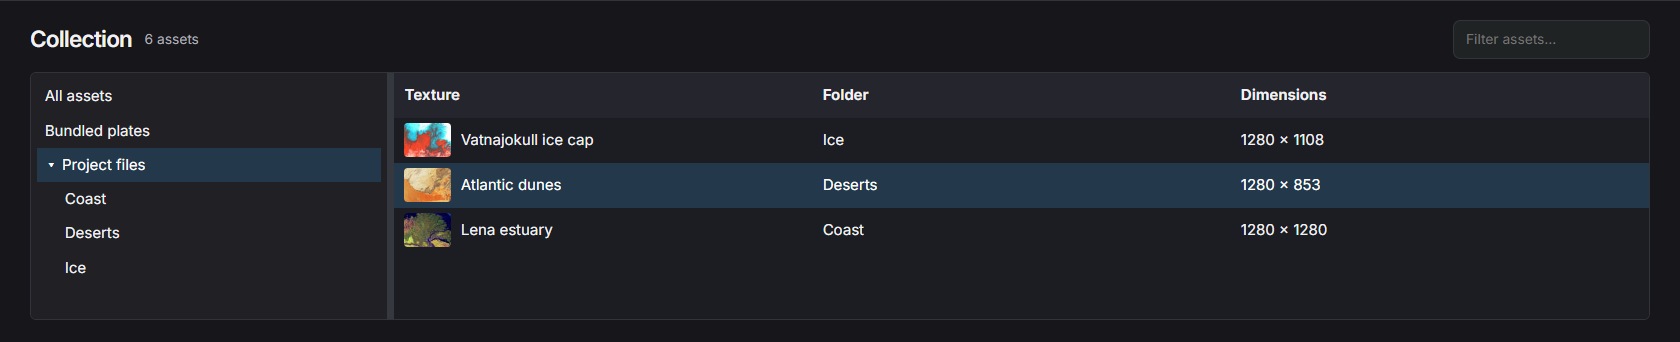 Collection 6 assets
Filter assets...
All assets
Bundled plates
Project files
Coast
Deserts
Ice
Texture Folder Dimensions
Vatnajokull ice cap Ice 1280 × 1108
Atlantic dunes Deserts 1280 × 853
Lena estuary Coast 1280 × 1280